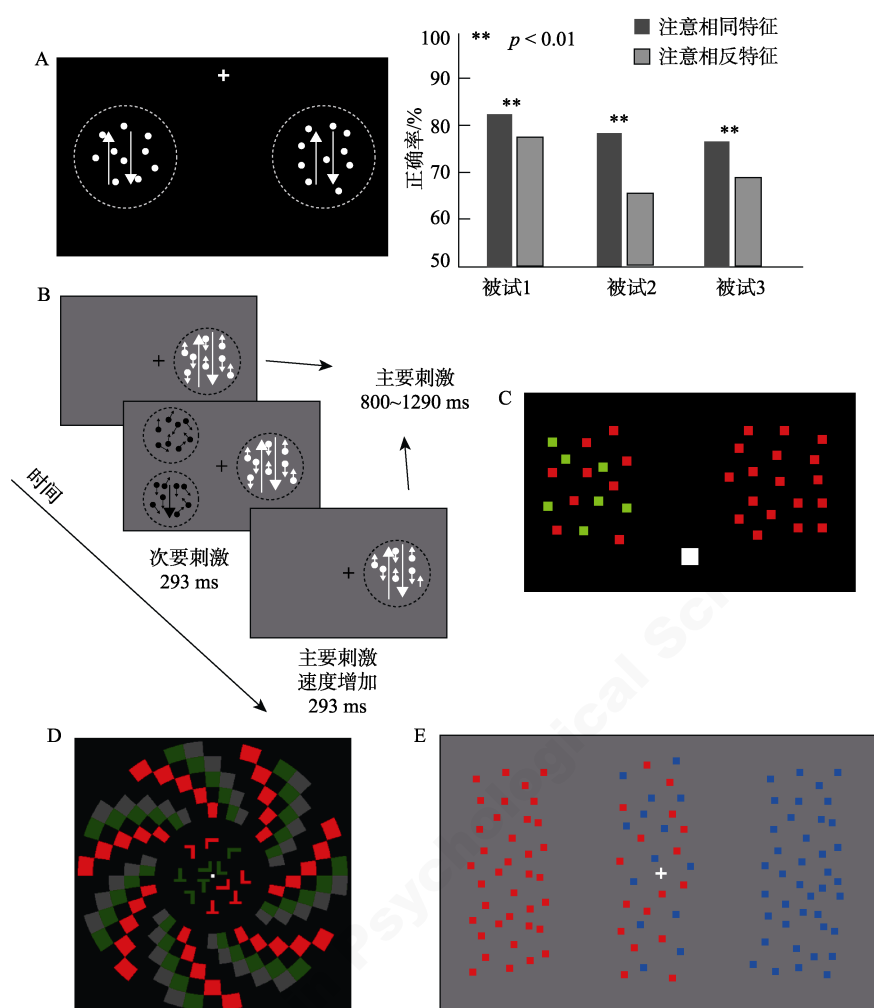 A
100
90
80
70
60
50
正确率/%
** p < 0.01
注意相同特征
注意相反特征
**
**
**
被试1
被试2
被试3
B
主要刺激
800~1290 ms
时间
次要刺激
293 ms
主要刺激
速度增加
293 ms
C
D
E
Psychological Sci